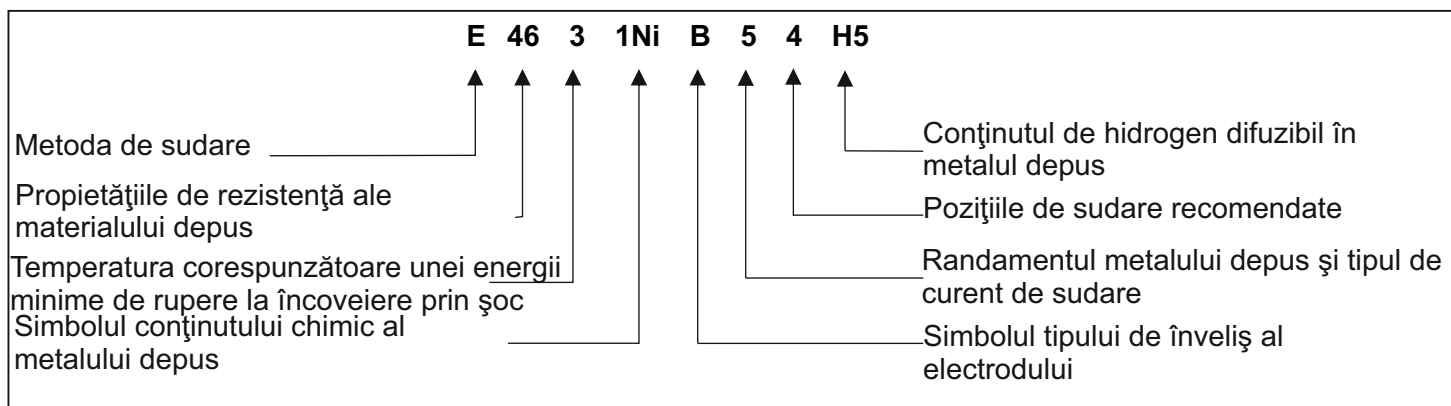 E 46 3 1Ni B 5 4 H5
Metoda de sudare
Propietăţiile de rezistenţă ale
materialului depus
Temperatura corespunzătoare unei energii
minime de rupere la încoveiere prin şoc
Simbolul conţinutului chimic al
metalului depus
Conţinutul de hidrogen difuzibil în
metalul depus
Poziţiile de sudare recomendate
Randamentul metalului depus şi tipul de
curent de sudare
Simbolul tipului de înveliş al
electrodului